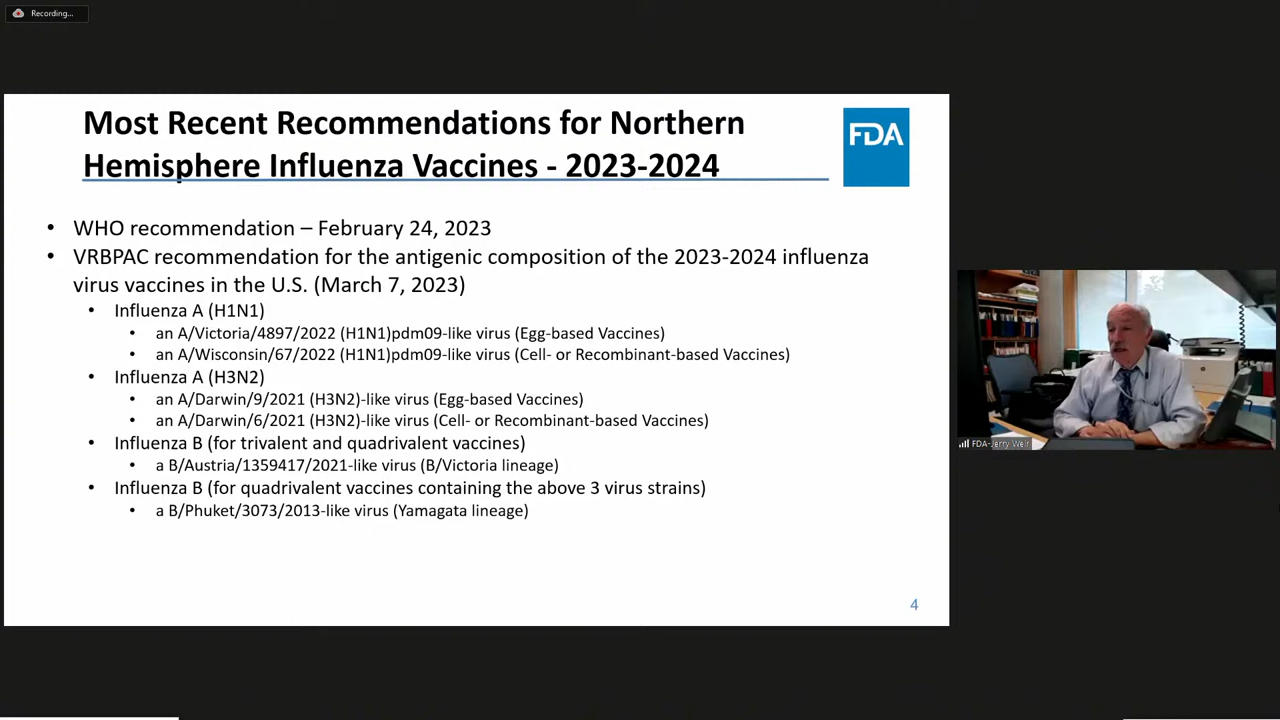 Recording...
Most Recent Recommendations for Northern
Hemisphere Influenza Vaccines - 2023-2024
FDA
• WHO recommendation – February 24, 2023
• VRBPAC recommendation for the antigenic composition of the 2023-2024 influenza
virus vaccines in the U.S. (March 7, 2023)
• Influenza A (H1N1)
• an A/Victoria/4897/2022 (H1N1)pdm09-like virus (Egg-based Vaccines)
• an A/Wisconsin/67/2022 (H1N1)pdm09-like virus (Cell- or Recombinant-based Vaccines)
• Influenza A (H3N2)
• an A/Darwin/9/2021 (H3N2)-like virus (Egg-based Vaccines)
• an A/Darwin/6/2021 (H3N2)-like virus (Cell- or Recombinant-based Vaccines)
• Influenza B (for trivalent and quadrivalent vaccines)
• a B/Austria/1359417/2021-like virus (B/Victoria lineage)
• Influenza B (for quadrivalent vaccines containing the above 3 virus strains)
• a B/Phuket/3073/2013-like virus (Yamagata lineage)
4
FDA-Jerry Weir